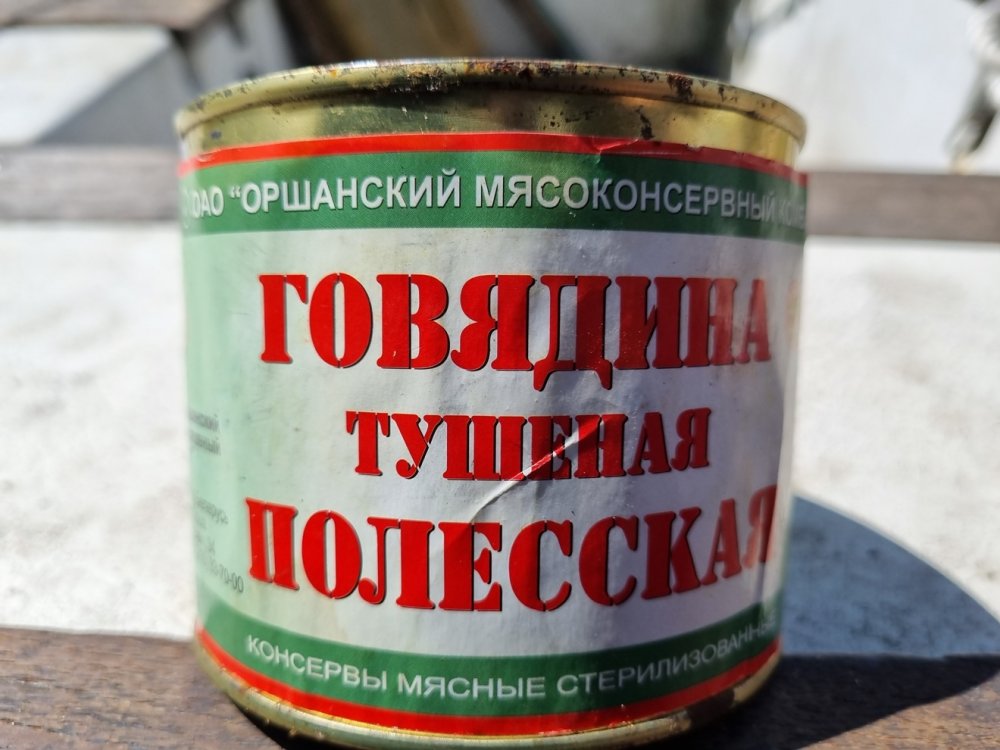 ОАО “ОРШАНСКИЙ МЯСОКОНСЕРВНЫЙ
ГОВЯДИНА
ТУШЕНАЯ
ПОЛЕССКАЯ
КОНСЕРВЫ МЯСНЫЕ СТЕРИЛИЗОВАННЫЕ